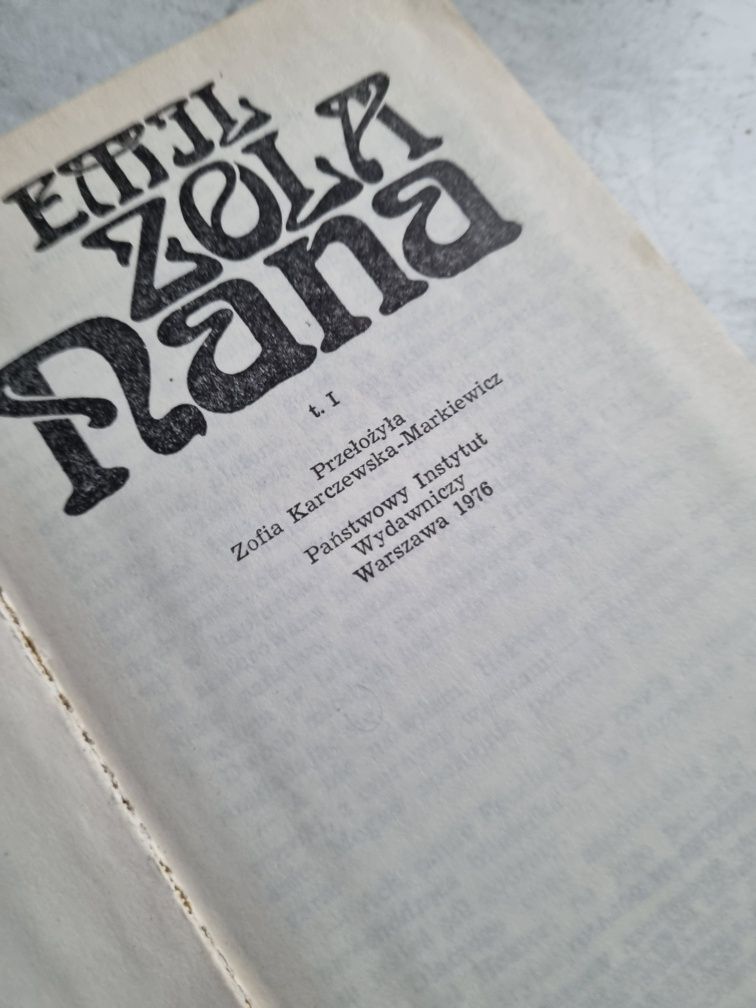 EMIL
ZOLA
nana
t. I
Przełożyła
Zofia Karczewska-Markiewicz
Państwowy Instytut
Wydawniczy
Warszawa 1976